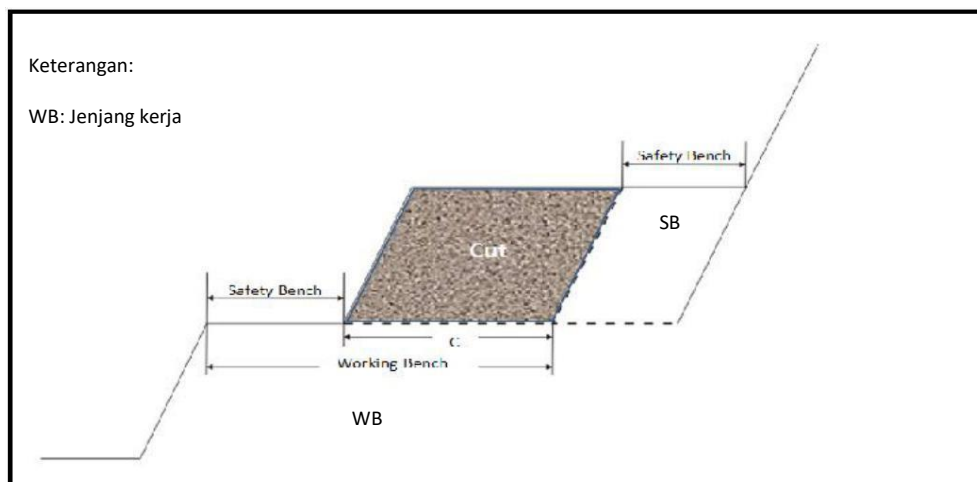 Keterangan:
WB: Jenjang kerja
Safety Bench
SB
Cut
Safety Bench
C
Working Bench
WB